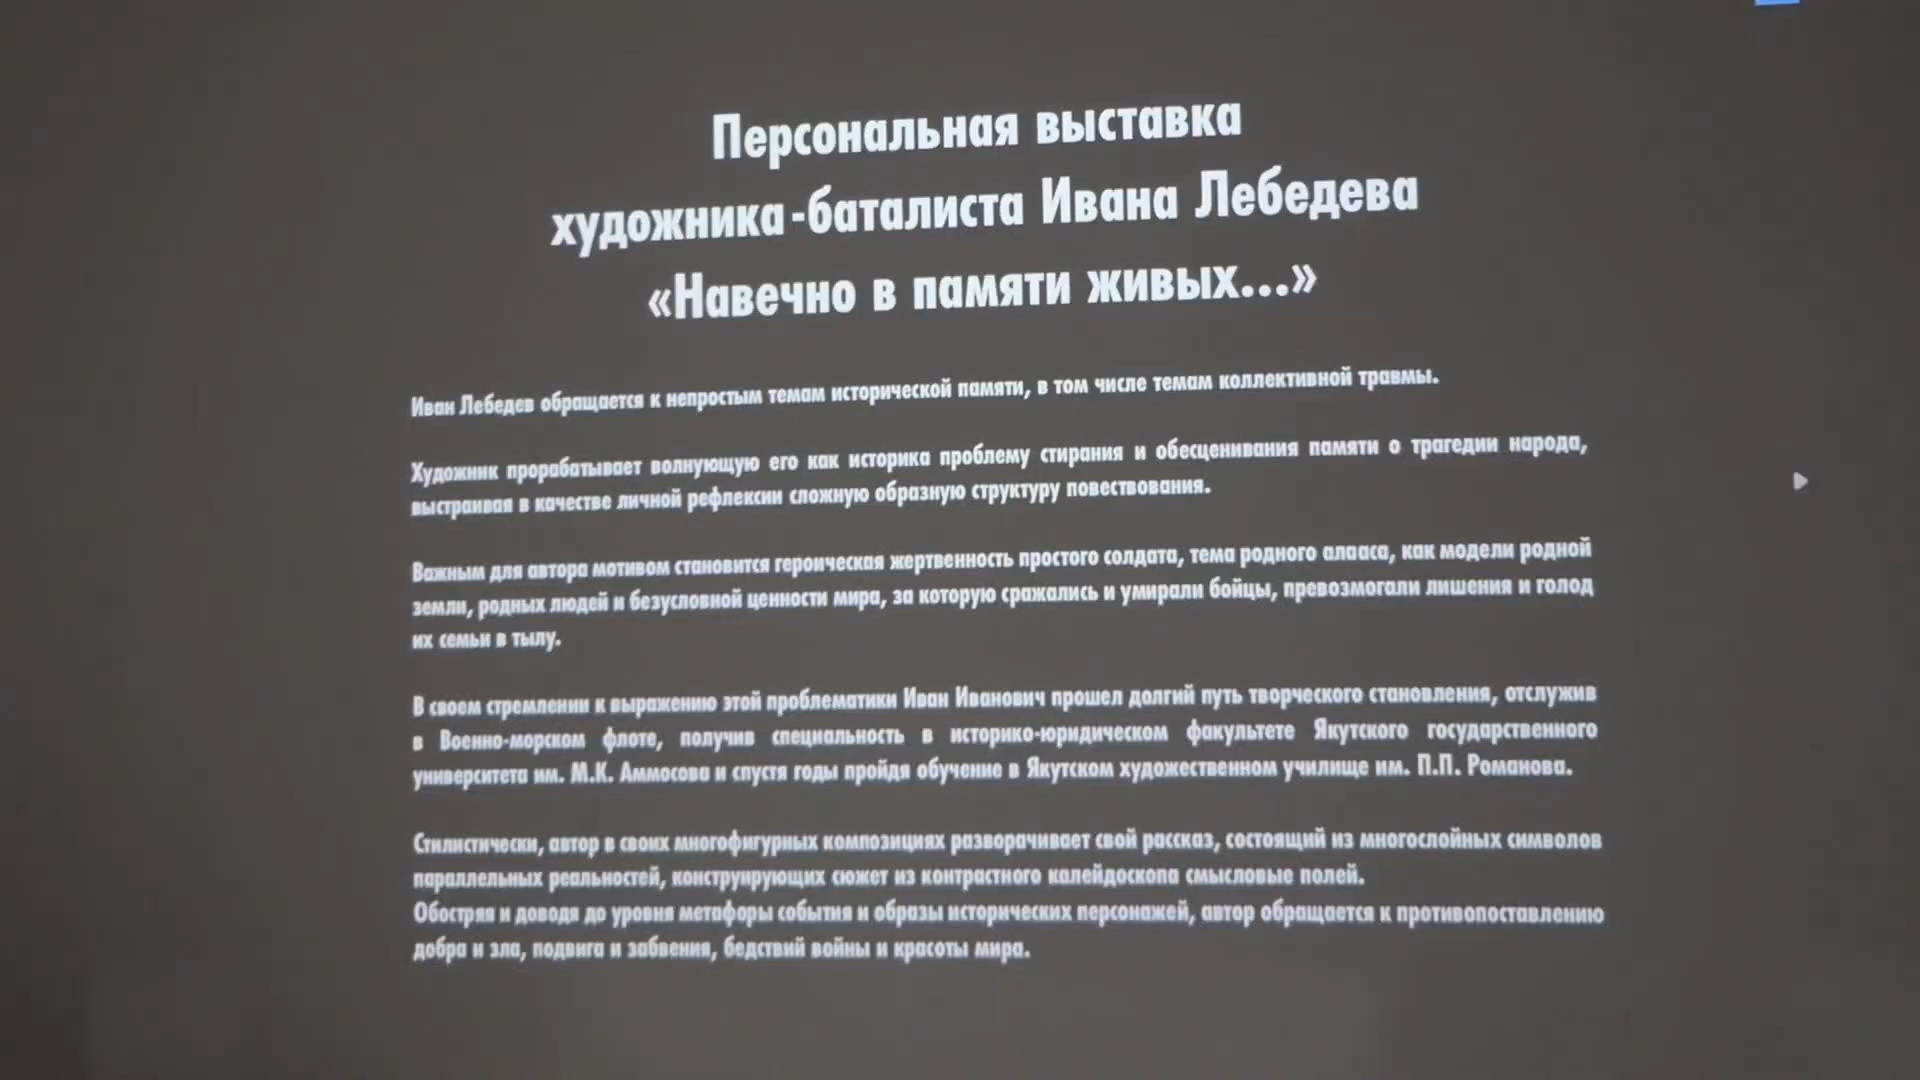 Персональная выставка
художника-баталиста Ивана Лебедева
«Навечно в памяти живых...»
Иван Лебедев обращается к непростым темам исторической памяти, в том числе темам коллективной травмы.
Художник прорабатывает волнующую его как историка проблему стирания и обесценивания памяти о трагедии народа,
выстраивая в качестве личной рефлексии сложную образную структуру повествования.
Важным для автора мотивом становится героическая жертвенность простого солдата, тема родного алааса, как модели родной
земли, родных людей и безусловной ценности мира, за которую сражались и умирали бойцы, превозмогали лишения и голод
их семьи в тылу.
В своем стремлении к выражению этой проблематики Иван Иванович прошел долгий путь творческого становления, отслужив
в Военно-морском флоте, получив специальность в историко-юридическом факультете Якутского государственного
университета им. М.К. Аммосова и спустя годы пройдя обучение в Якутском художественном училище им. П.П. Романова.
Стилистически, автор в своих многофигурных композициях разворачивает свой рассказ, состоящий из многослойных символов
параллельных реальностей, конструирующих сюжет из контрастного калейдоскопа смысловые полей.
Обостряя и доводя до уровня метафоры события и образы исторических персонажей, автор обращается к противопоставлению
добра и зла, подвига и забвения, бедствий войны и красоты мира.